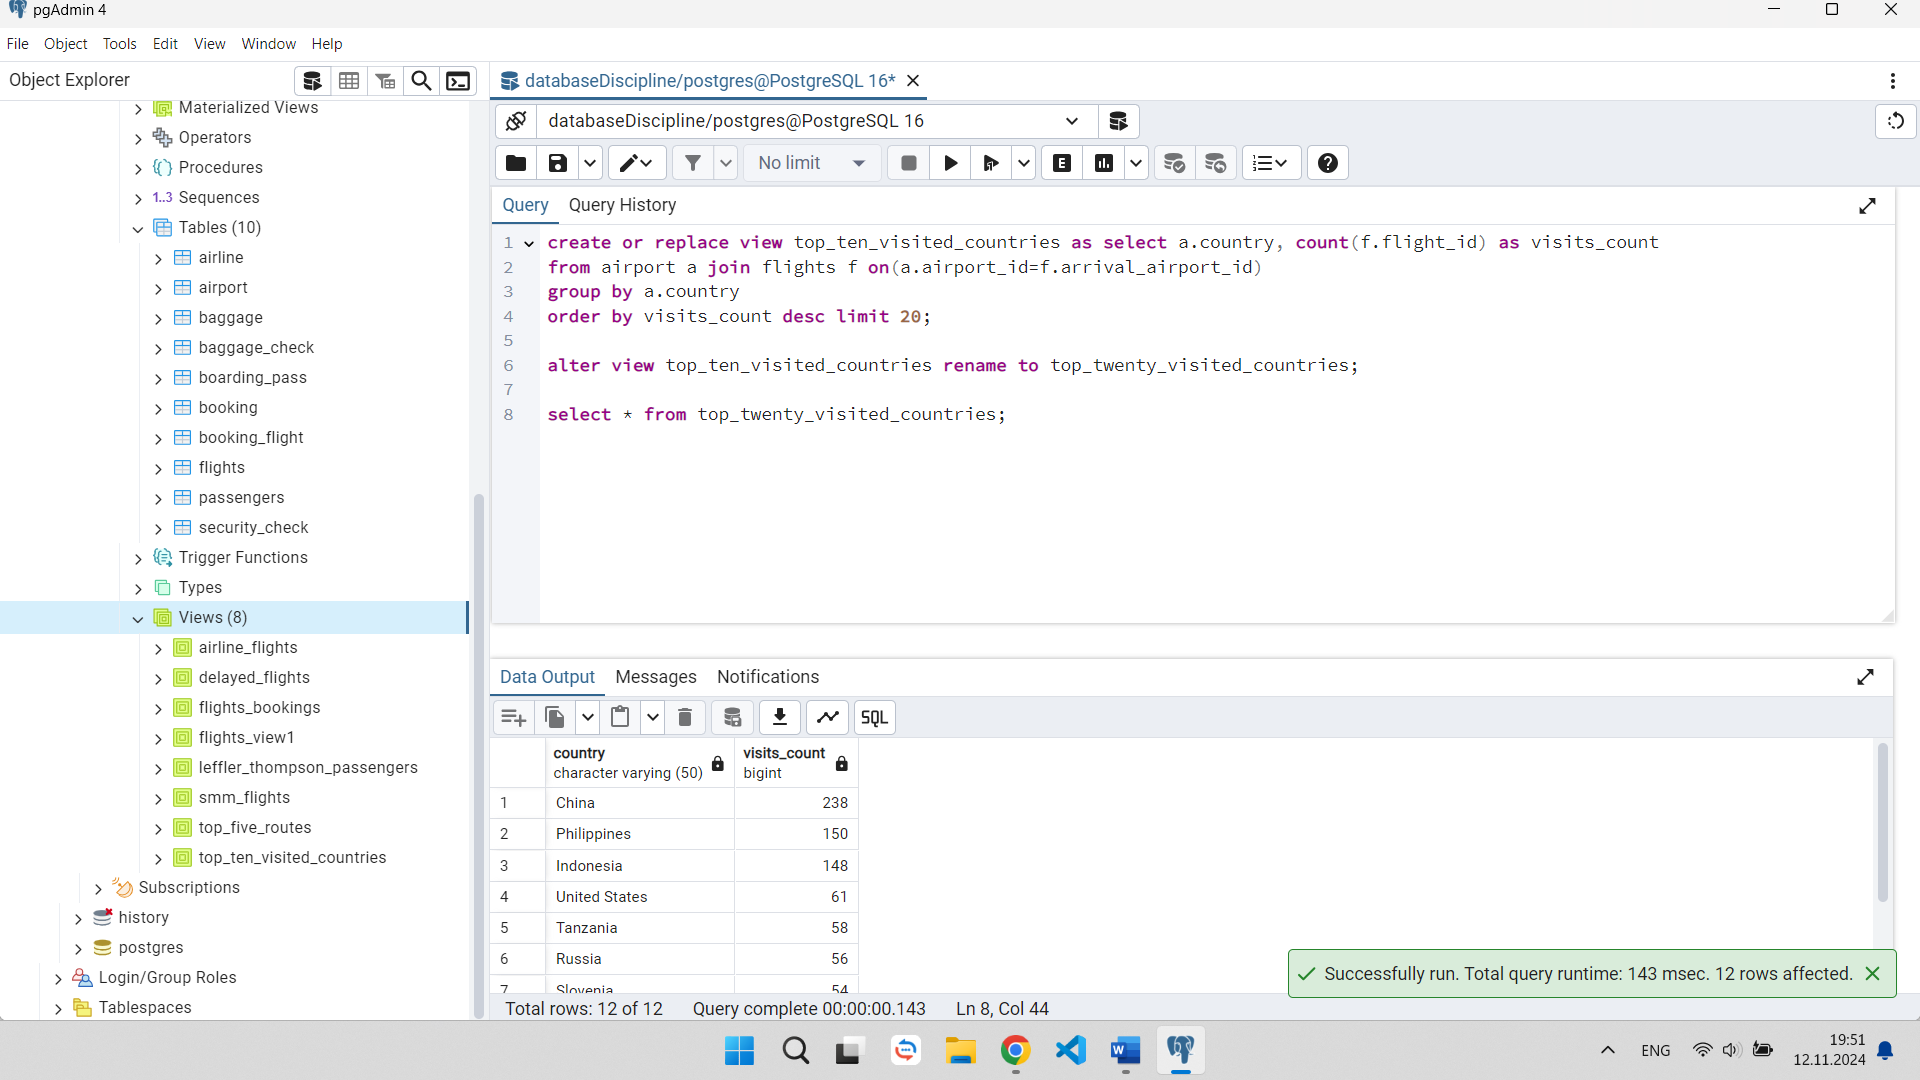 pgAdmin 4
File Object Tools Edit View Window Help
Object Explorer
Materialized Views
Operators
Procedures
1..3 Sequences
Tables (10)
airline
airport
baggage
baggage_check
boarding_pass
booking
booking_flight
flights
passengers
security_check
Trigger Functions
Types
Views (8)
airline_flights
delayed_flights
flights_bookings
flights_view1
leffler_thompson_passengers
smm_flights
top_five_routes
top_ten_visited_countries
Subscriptions
history
postgres
Login/Group Roles
Tablespaces
databaseDiscipline/postgres@PostgreSQL 16*
databaseDiscipline/postgres@PostgreSQL 16
No limit
E
Query Query History
1 create or replace view top_ten_visited_countries as select a.country, count(f.flight_id) as visits_count
2 from airport a join flights f on(a.airport_id=f.arrival_airport_id)
3 group by a.country
4 order by visits_count desc limit 20;
5
6 alter view top_ten_visited_countries rename to top_twenty_visited_countries;
7
8 select * from top_twenty_visited_countries;
Data Output Messages Notifications
SQL
country visits_count
character varying (50) bigint
1 China 238
2 Philippines 150
3 Indonesia 148
4 United States 61
5 Tanzania 58
6 Russia 56
7 Slovenia 54
Successfully run. Total query runtime: 143 msec. 12 rows affected.
Total rows: 12 of 12 Query complete 00:00:00.143 Ln 8, Col 44
W
ENG
19:51
12.11.2024